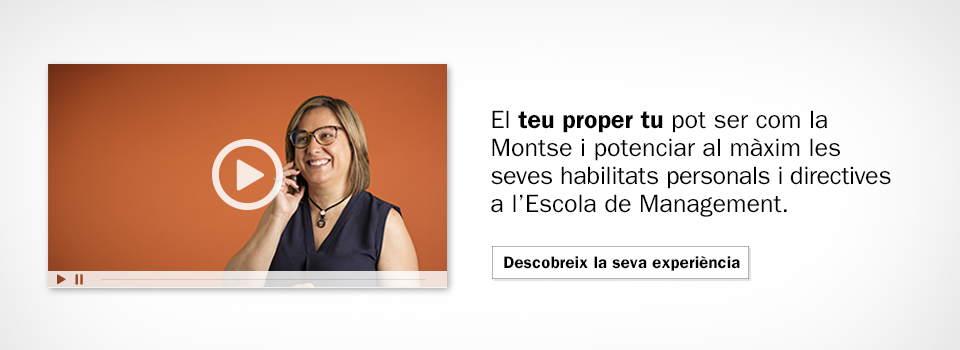 El teu proper tu pot ser com la
Montse i potenciar al màxim les
seves habilitats personals i directives
a l’Escola de Management.
Descobreix la seva experiència